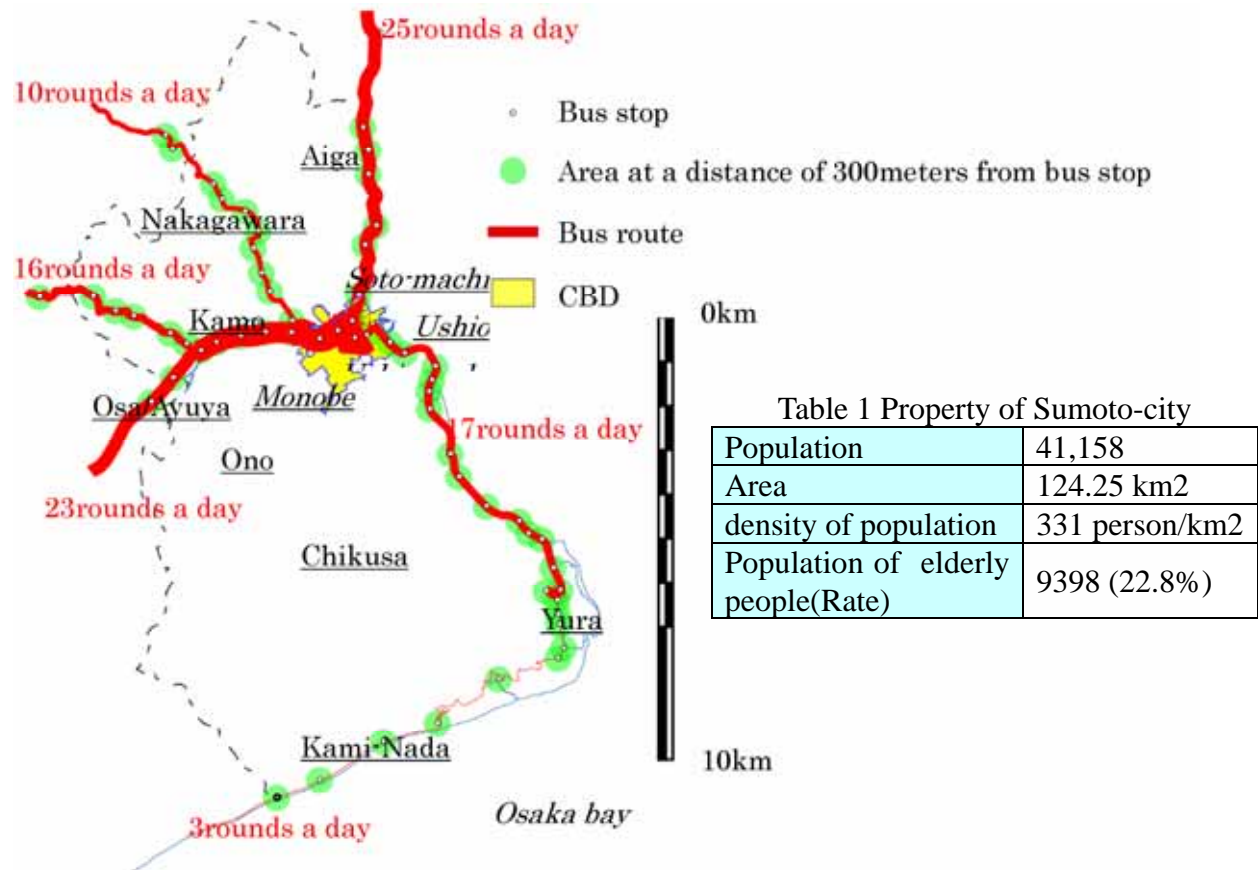 25rounds a day
10rounds a day
Bus stop
Aiga
Area at a distance of 300meters from bus stop
Nakagawara
Bus route
16rounds a day
Soto-machi
CBD
Kamo
Ushio
0km
Monobe
Osa/Ayuya
17rounds a day
Ono
23rounds a day
Chikusa
Yura
Kami-Nada
10km
Osaka bay
3rounds a day
Table 1 Property of Sumoto-city
Population 41,158
Area 124.25 km2
density of population 331 person/km2
Population of elderly
people(Rate) 9398 (22.8%)